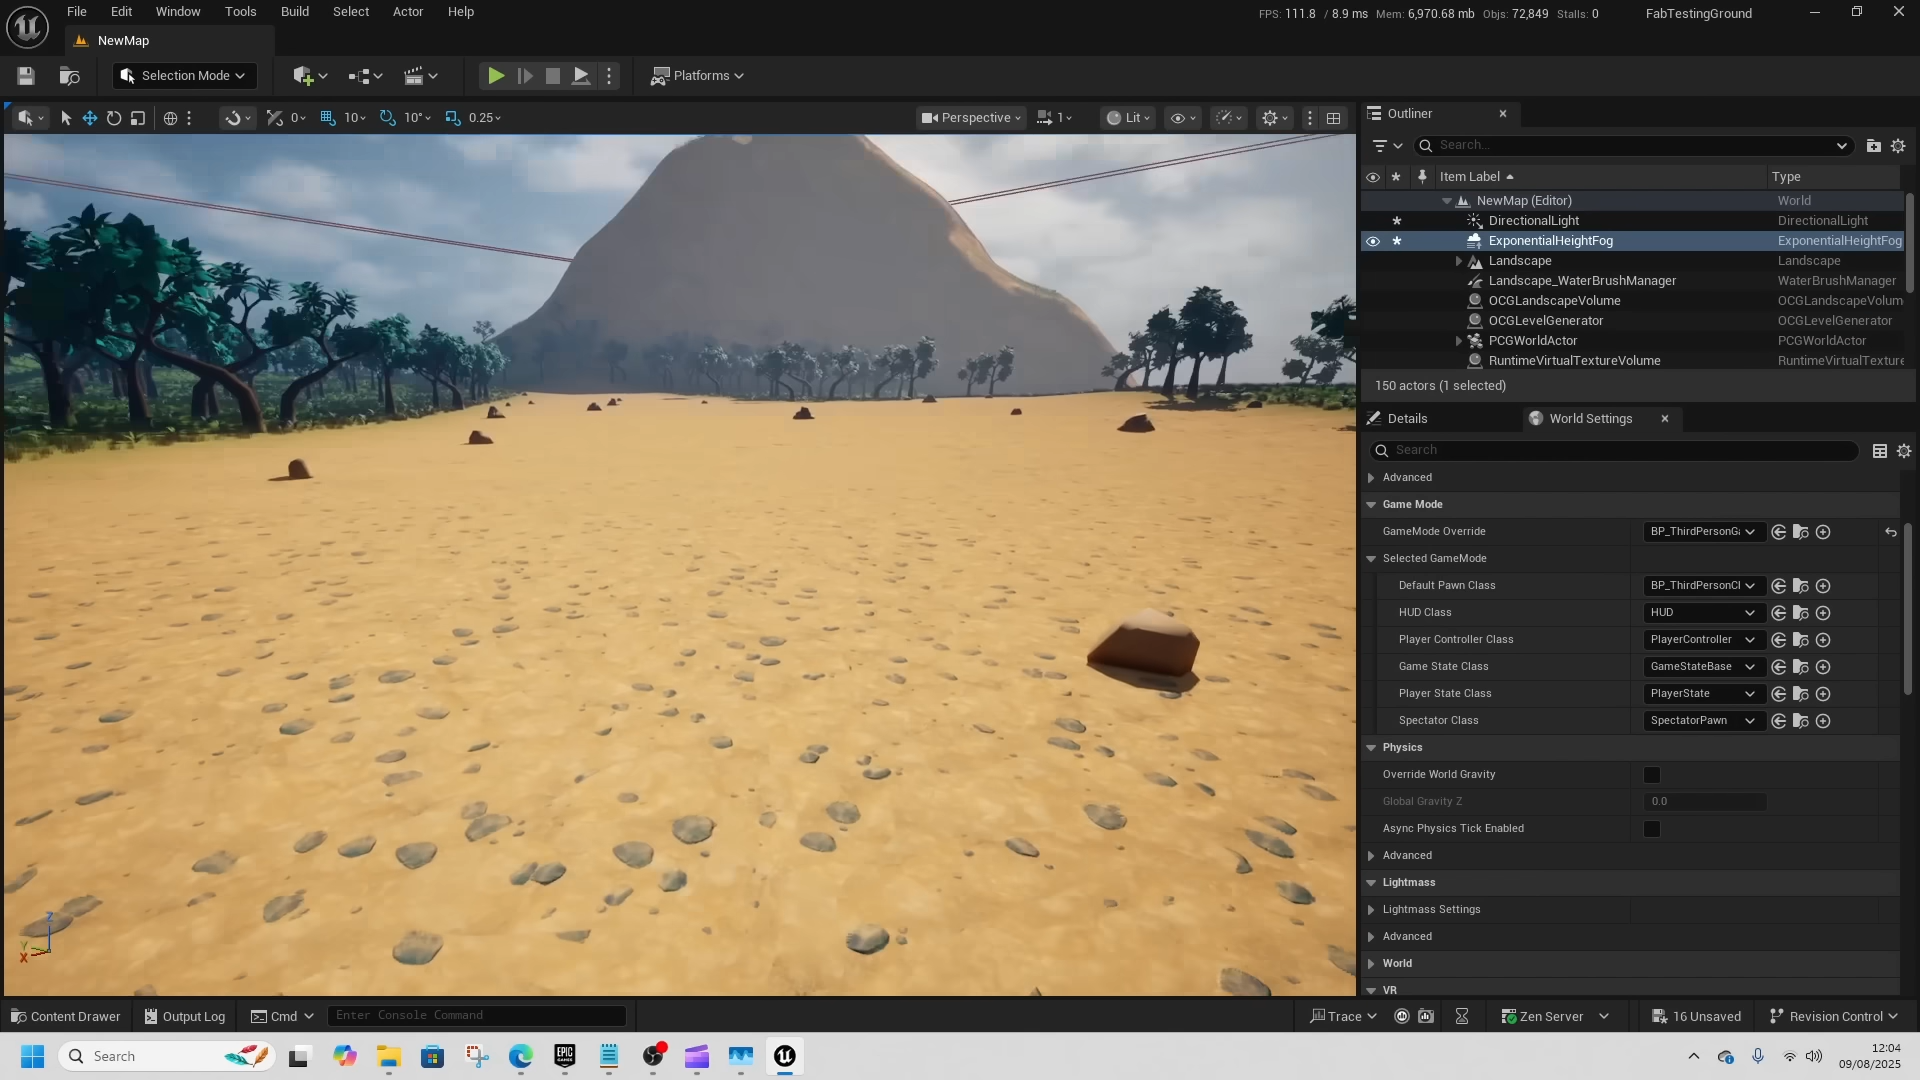 File Edit Window Tools Build Select Actor Help
FPS: 111.8 / 8.9 ms Mem: 6,970.68 mb Objs: 72,849 Stalls: 0
FabTestingGround
NewMap
Selection Mode
Platforms
0
10
10°
0.25
Perspective
1
Lit
Outliner
Search...
Item Label
Type
NewMap (Editor) World
DirectionalLight DirectionalLight
ExponentialHeightFog ExponentialHeightFog
Landscape Landscape
Landscape_WaterBrushManager WaterBrushManager
OCGLandscapeVolume OCGLandscapeVolum
OCGLevelGenerator OCGLevelGenerator
PCGWorldActor PCGWorldActor
RuntimeVirtualTextureVolume RuntimeVirtualTexture
150 actors (1 selected)
Details
World Settings
Search
Advanced
Game Mode
GameMode Override BP_ThirdPersonGa
Selected GameMode
Default Pawn Class BP_ThirdPersonCl
HUD Class HUD
Player Controller Class PlayerController
Game State Class GameStateBase
Player State Class PlayerState
Spectator Class SpectatorPawn
Physics
Override World Gravity
Global Gravity Z 0.0
Async Physics Tick Enabled
Advanced
Lightmass
Lightmass Settings
Advanced
World
VR
Z
Y
X
Content Drawer
Output Log
Cmd
Enter Console Command
Trace
Zen Server
16 Unsaved
Revision Control
Search
EPIC GAMES
12:04
09/08/2025